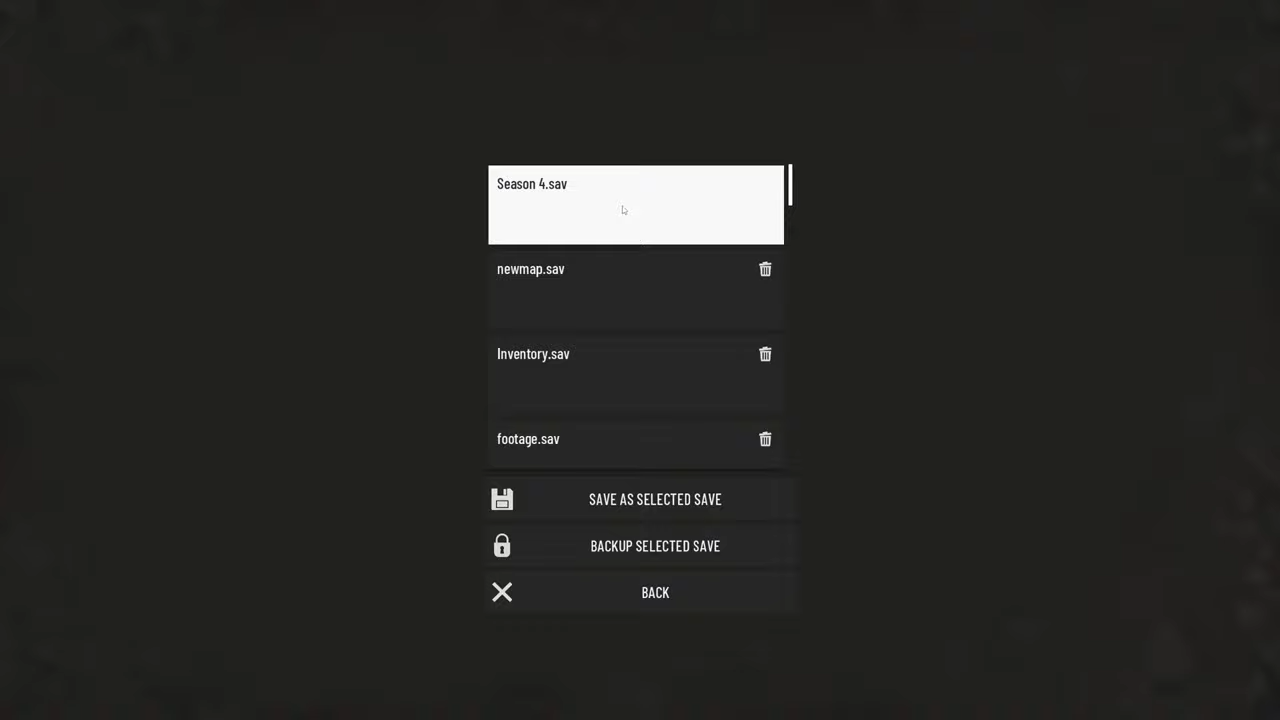 Season 4.sav
newmap.sav
Inventory.sav
footage.sav
SAVE AS SELECTED SAVE
BACKUP SELECTED SAVE
BACK